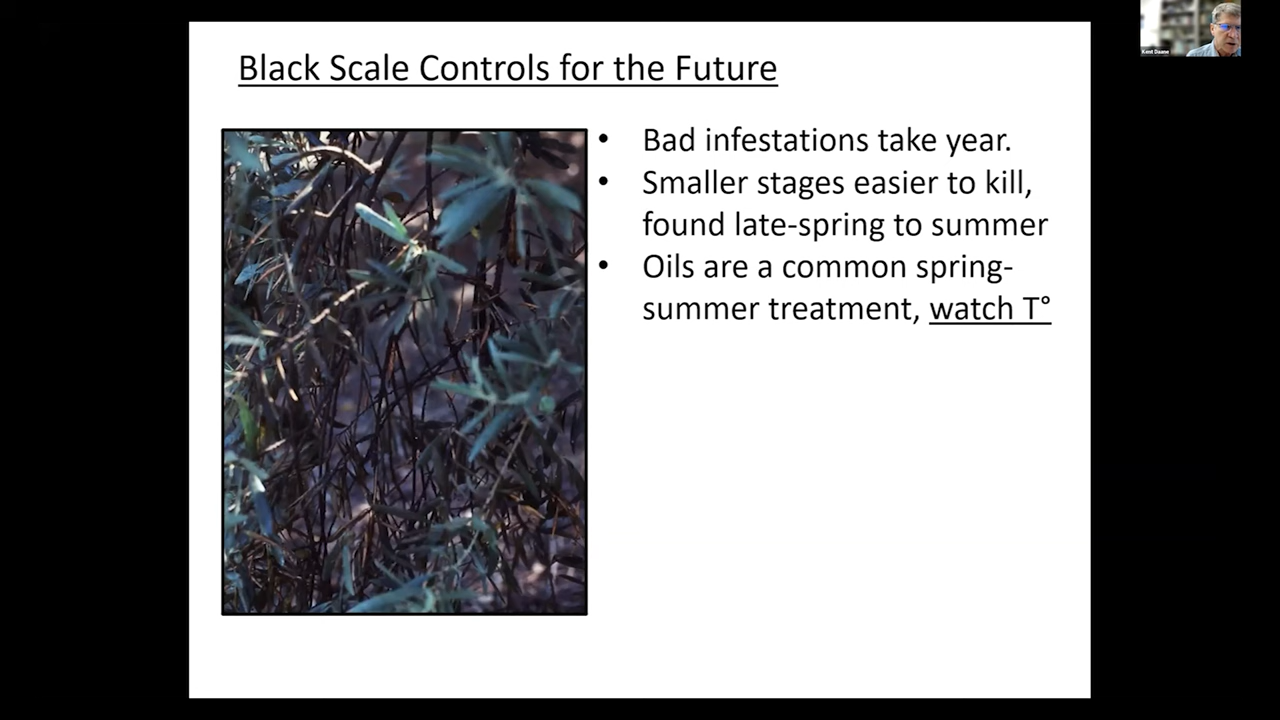 Black Scale Controls for the Future
Kent Daane
• Bad infestations take year.
• Smaller stages easier to kill,
found late-spring to summer
• Oils are a common spring-
summer treatment, watch T°